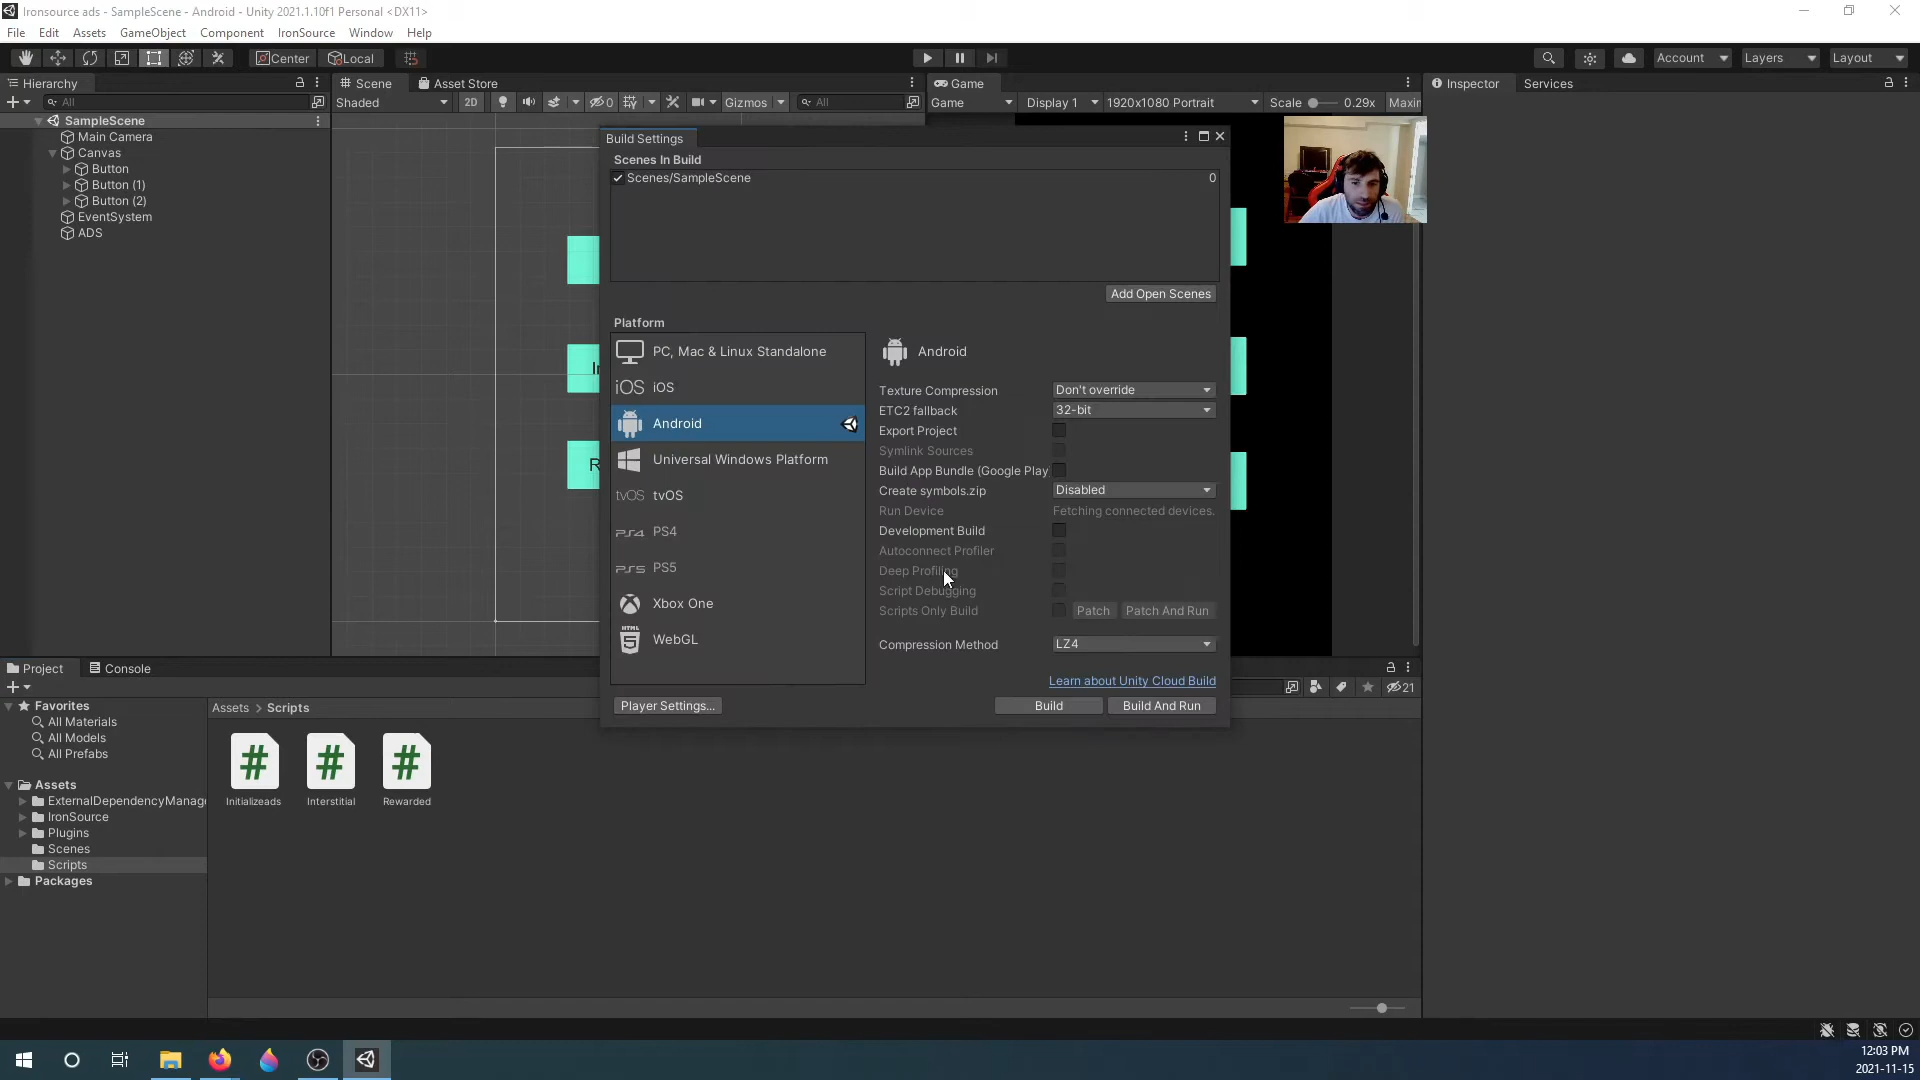 Ironsource ads - SampleScene - Android - Unity 2021.1.10f1 Personal <DX11>
File Edit Assets GameObject Component IronSource Window Help
Center Local Account Layers Layout
Hierarchy
Scene Asset Store
Game
Inspector Services
All
Shaded 2D Gizmos All
Game Display 1 1920x1080 Portrait Scale 0.29x Maxim
SampleScene
Main Camera
Canvas
Button
Button (1)
Button (2)
EventSystem
ADS
Build Settings
Scenes In Build
Scenes/SampleScene 0
Add Open Scenes
Platform
PC, Mac & Linux Standalone
iOS iOS
Android
Universal Windows Platform
tvOS tvOS
PS4
PS5
Xbox One
HTML WebGL
Android
Texture Compression Don't override
ETC2 fallback 32-bit
Export Project
Symlink Sources
Build App Bundle (Google Play
Create symbols.zip Disabled
Run Device Fetching connected devices.
Development Build
Autoconnect Profiler
Deep Profiling
Script Debugging
Scripts Only Build Patch Patch And Run
Compression Method LZ4
Learn about Unity Cloud Build
Player Settings... Build Build And Run
Project Console
21
Favorites
All Materials
All Models
All Prefabs
Assets
ExternalDependencyManag
IronSource
Plugins
Scenes
Scripts
Packages
Assets > Scripts
Initializeads Interstitial Rewarded
12:03 PM
2021-11-15